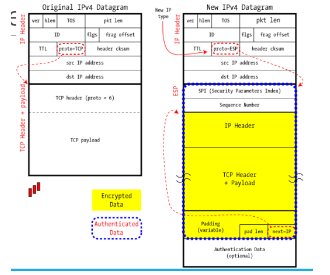 Original IPv4 Datagram
ver hlen TOS pkt len
ID flgs frag offset
TTL proto=TCP header cksum
src IP address
dst IP address
TCP header (proto = 6)
TCP payload
IP Header
TCP Header + payload
Encrypted
Data
Authenticated
Data
New IP
type
New IPv4 Datagram
ver hlen TOS pkt len
ID flgs frag offset
TTL proto=ESP header cksum
src IP address
dst IP address
SPI (Security Parameters Index)
Sequence Number
IP Header
TCP Header
+ Payload
Padding
(variable)
pad len next=IP
Authentication Data
(optional)
IP Header
ESP